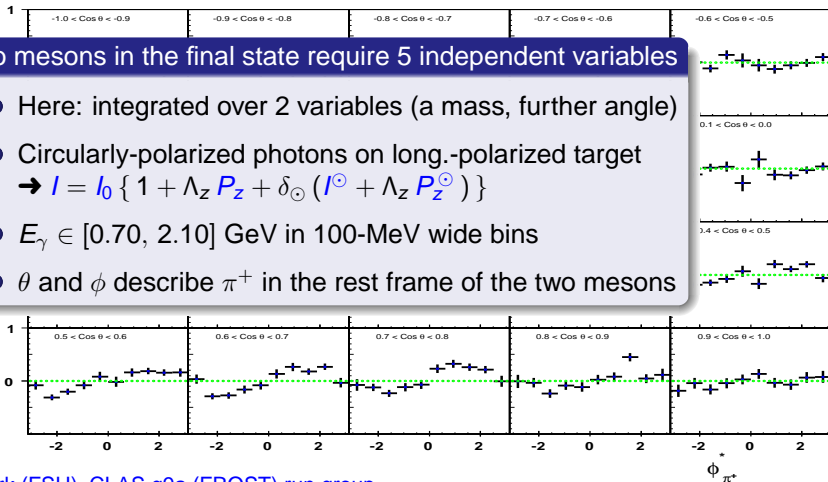 1
-1.0 < Cos θ < -0.9 -0.9 < Cos θ < -0.8 -0.8 < Cos θ < -0.7 -0.7 < Cos θ < -0.6 -0.6 < Cos θ < -0.5
o mesons in the final state require 5 independent variables
Here: integrated over 2 variables (a mass, further angle)
0.1 < Cos θ < 0.0
Circularly-polarized photons on long.-polarized target
➜ I = I₀ { 1 + Λz Pz + δ⊙ (I⊙ + Λz Pz⊙ ) }
0.4 < Cos θ < 0.5
Eγ ∈ [0.70, 2.10] GeV in 100-MeV wide bins
θ and ϕ describe π⁺ in the rest frame of the two mesons
1
0.5 < Cos θ < 0.6 0.6 < Cos θ < 0.7 0.7 < Cos θ < 0.8 0.8 < Cos θ < 0.9 0.9 < Cos θ < 1.0
0
-2 0 2 -2 0 2 -2 0 2 -2 0 2 -2 0 2
ϕ*π⁺
(FSU), CLAS g9a (FROST) run group